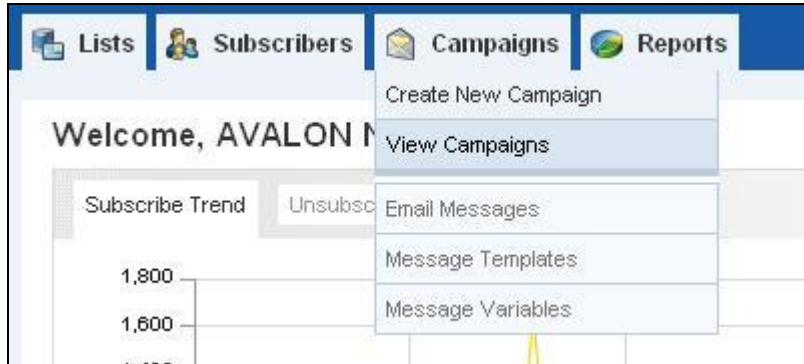 Lists Subscribers Campaigns Reports
Create New Campaign
Welcome, AVALON
View Campaigns
Subscribe Trend
Email Messages
Message Templates
1,800
Message Variables
1,600